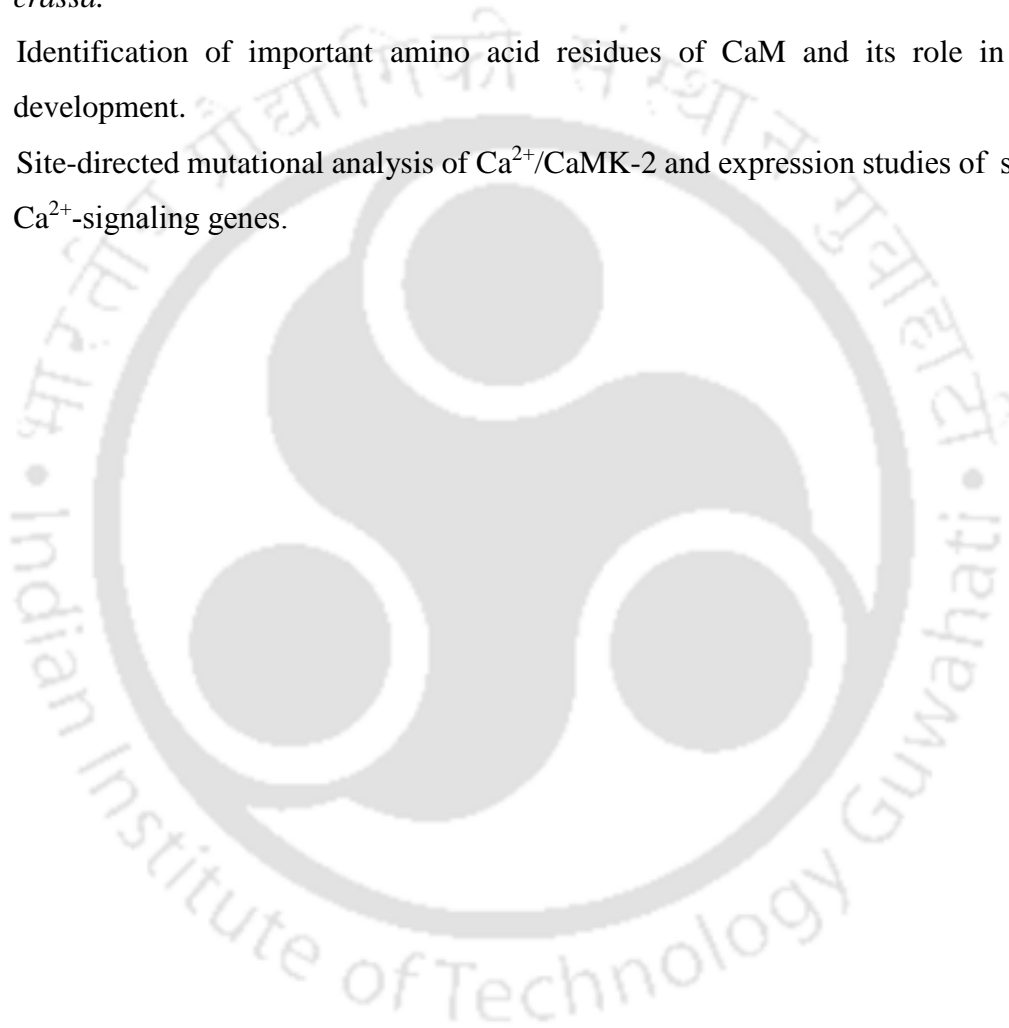 crassa.
Identification of important amino acid residues of CaM and its role in
development.
Site-directed mutational analysis of Ca²⁺/CaMK-2 and expression studies of s
Ca²⁺-signaling genes.
भारतीय प्रौद्योगिकी संस्थान गुवाहाटी
Indian Institute of Technology Guwahati